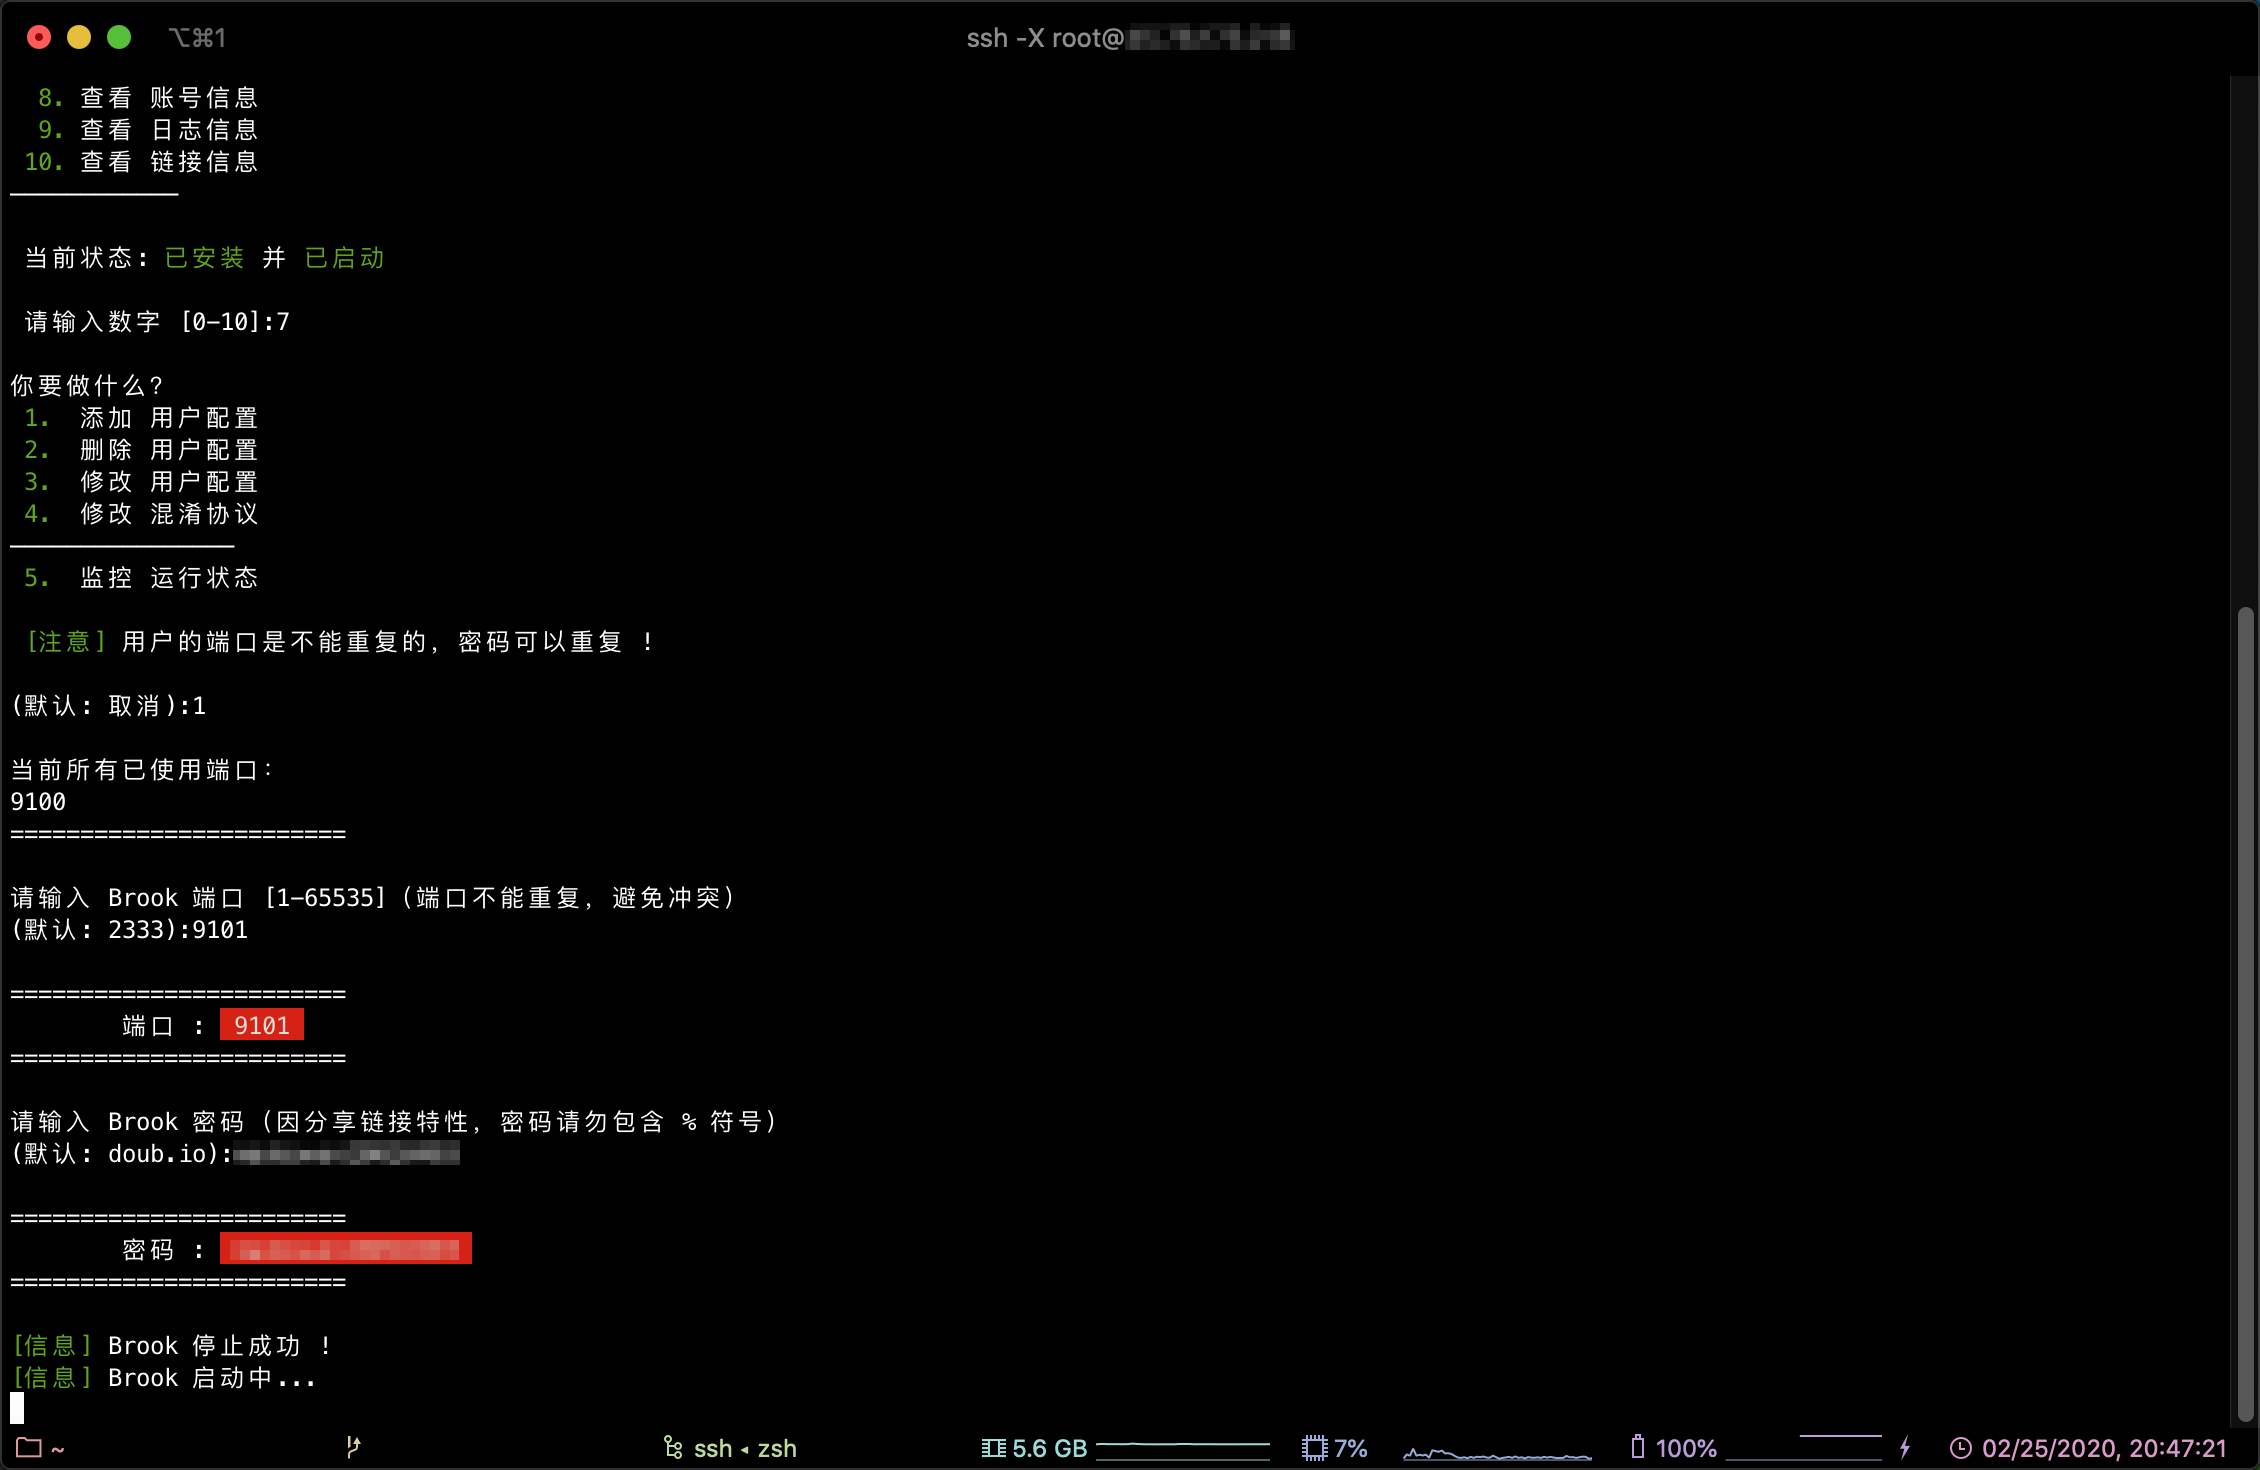 ⌥⌘1
ssh -X root@
8. 查看 账号信息
9. 查看 日志信息
10. 查看 链接信息
————————————
当前状态: 已安装 并 已启动
请输入数字 [0-10]:7
你要做什么?
1. 添加 用户配置
2. 删除 用户配置
3. 修改 用户配置
4. 修改 混淆协议
————————————————
5. 监控 运行状态
[注意] 用户的端口是不能重复的, 密码可以重复 !
(默认: 取消):1
当前所有已使用端口:
9100
========================
请输入 Brook 端口 [1-65535] (端口不能重复, 避免冲突)
(默认: 2333):9101
========================
端口 : 9101
========================
请输入 Brook 密码 (因分享链接特性, 密码请勿包含 % 符号)
(默认: doub.io):
========================
密码 :
========================
[信息] Brook 停止成功 !
[信息] Brook 启动中...
~ ssh ◂ zsh 5.6 GB 7% 100% 02/25/2020, 20:47:21